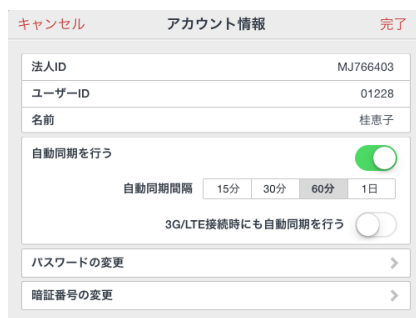 キャンセル アカウント情報 完了
法人ID MJ766403
ユーザーID 01228
名前 桂恵子
自動同期を行う
自動同期間隔 15分 30分 60分 1日
3G/LTE接続時にも自動同期を行う
パスワードの変更
暗証番号の変更